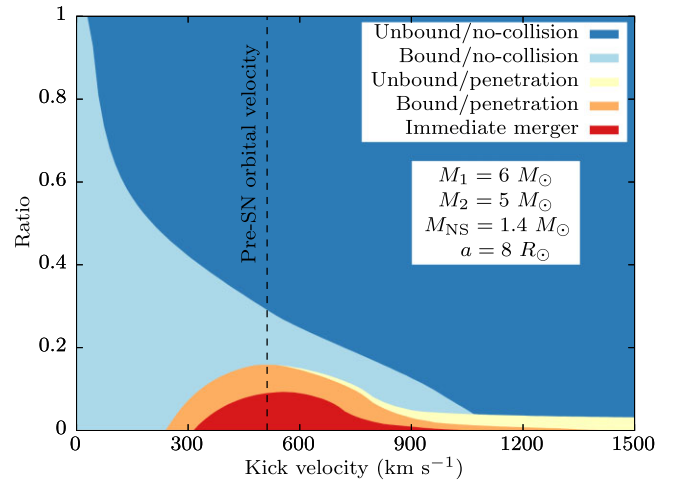 1
0.8
0.6
0.4
0.2
0
Ratio
Pre-SN orbital velocity
Unbound/no-collision
Bound/no-collision
Unbound/penetration
Bound/penetration
Immediate merger
M₁ = 6 M☉
M₂ = 5 M☉
M_NS = 1.4 M☉
a = 8 R☉
0 300 600 900 1200 1500
Kick velocity (km s⁻¹)